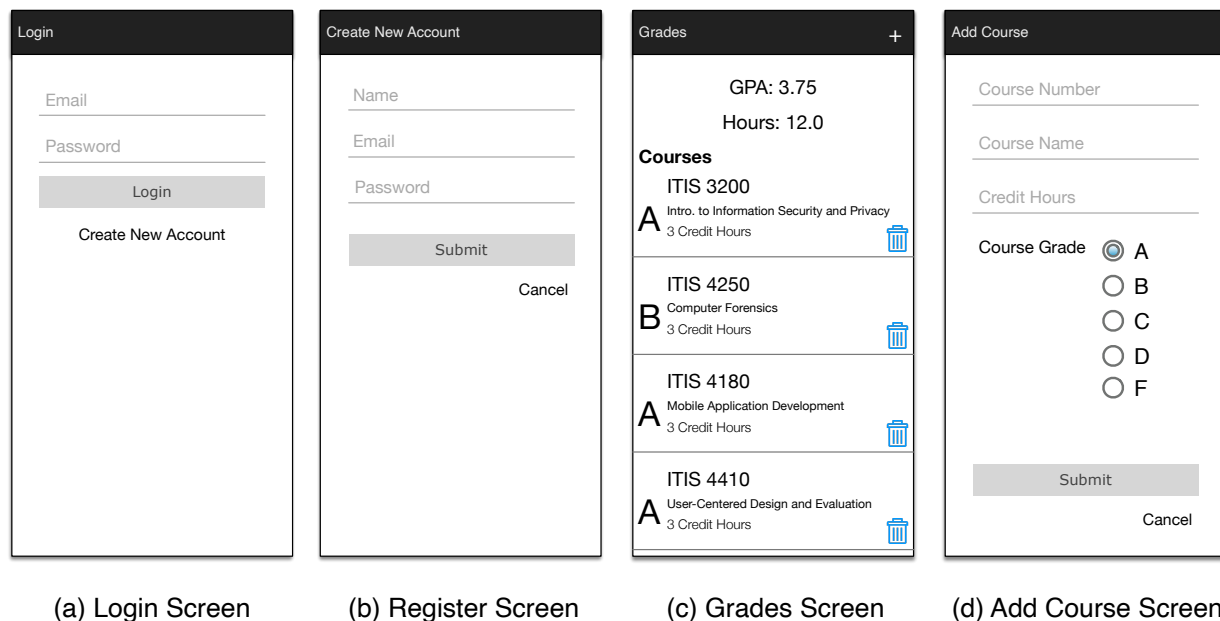 Login
Email
Password
Login
Create New Account
(a) Login Screen
Create New Account
Name
Email
Password
Submit
Cancel
(b) Register Screen
Grades +
GPA: 3.75
Hours: 12.0
Courses
ITIS 3200
A Intro. to Information Security and Privacy
3 Credit Hours
ITIS 4250
B Computer Forensics
3 Credit Hours
ITIS 4180
A Mobile Application Development
3 Credit Hours
ITIS 4410
A User-Centered Design and Evaluation
3 Credit Hours
(c) Grades Screen
Add Course
Course Number
Course Name
Credit Hours
Course Grade A
B
C
D
F
Submit
Cancel
(d) Add Course Screen